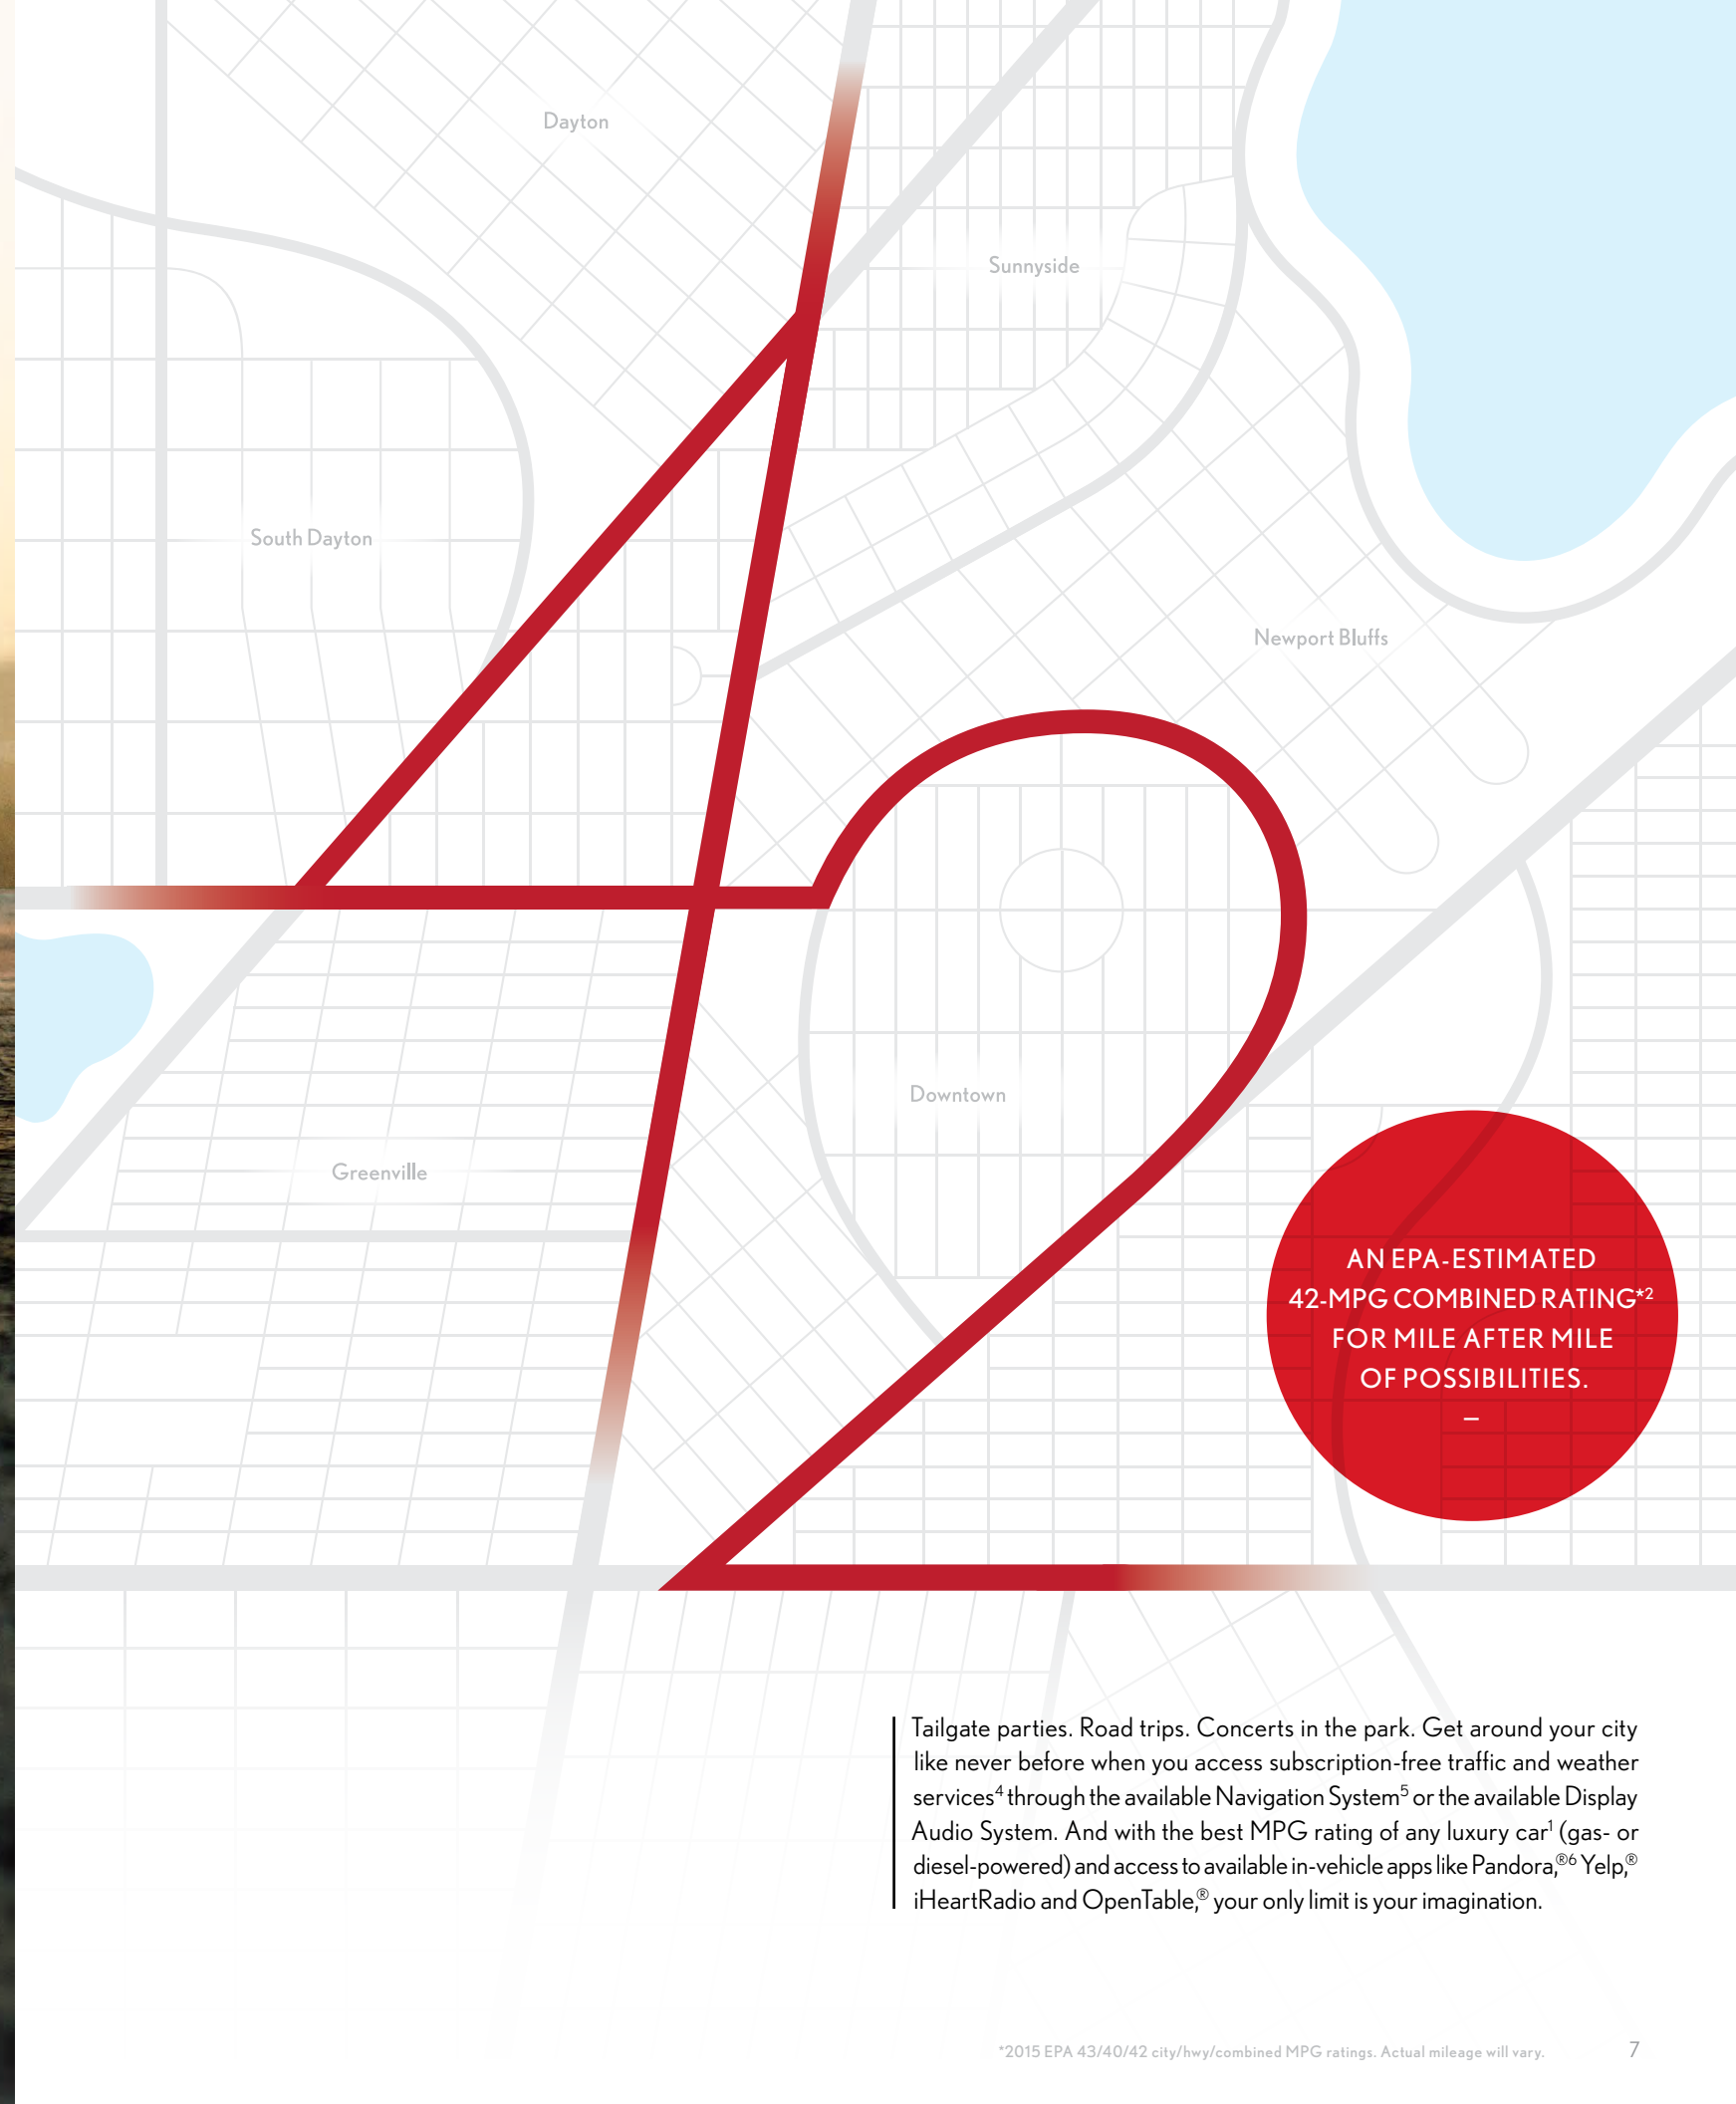 Dayton
Sunnyside
South Dayton
Newport Bluffs
Downtown
Greenville
AN EPA-ESTIMATED
42-MPG COMBINED RATING*2
FOR MILE AFTER MILE
OF POSSIBILITIES.
–
Tailgate parties. Road trips. Concerts in the park. Get around your city
like never before when you access subscription-free traffic and weather
services4 through the available Navigation System5 or the available Display
Audio System. And with the best MPG rating of any luxury car1 (gas- or
diesel-powered) and access to available in-vehicle apps like Pandora,®6 Yelp,®
iHeartRadio and OpenTable,® your only limit is your imagination.
*2015 EPA 43/40/42 city/hwy/combined MPG ratings. Actual mileage will vary.
7